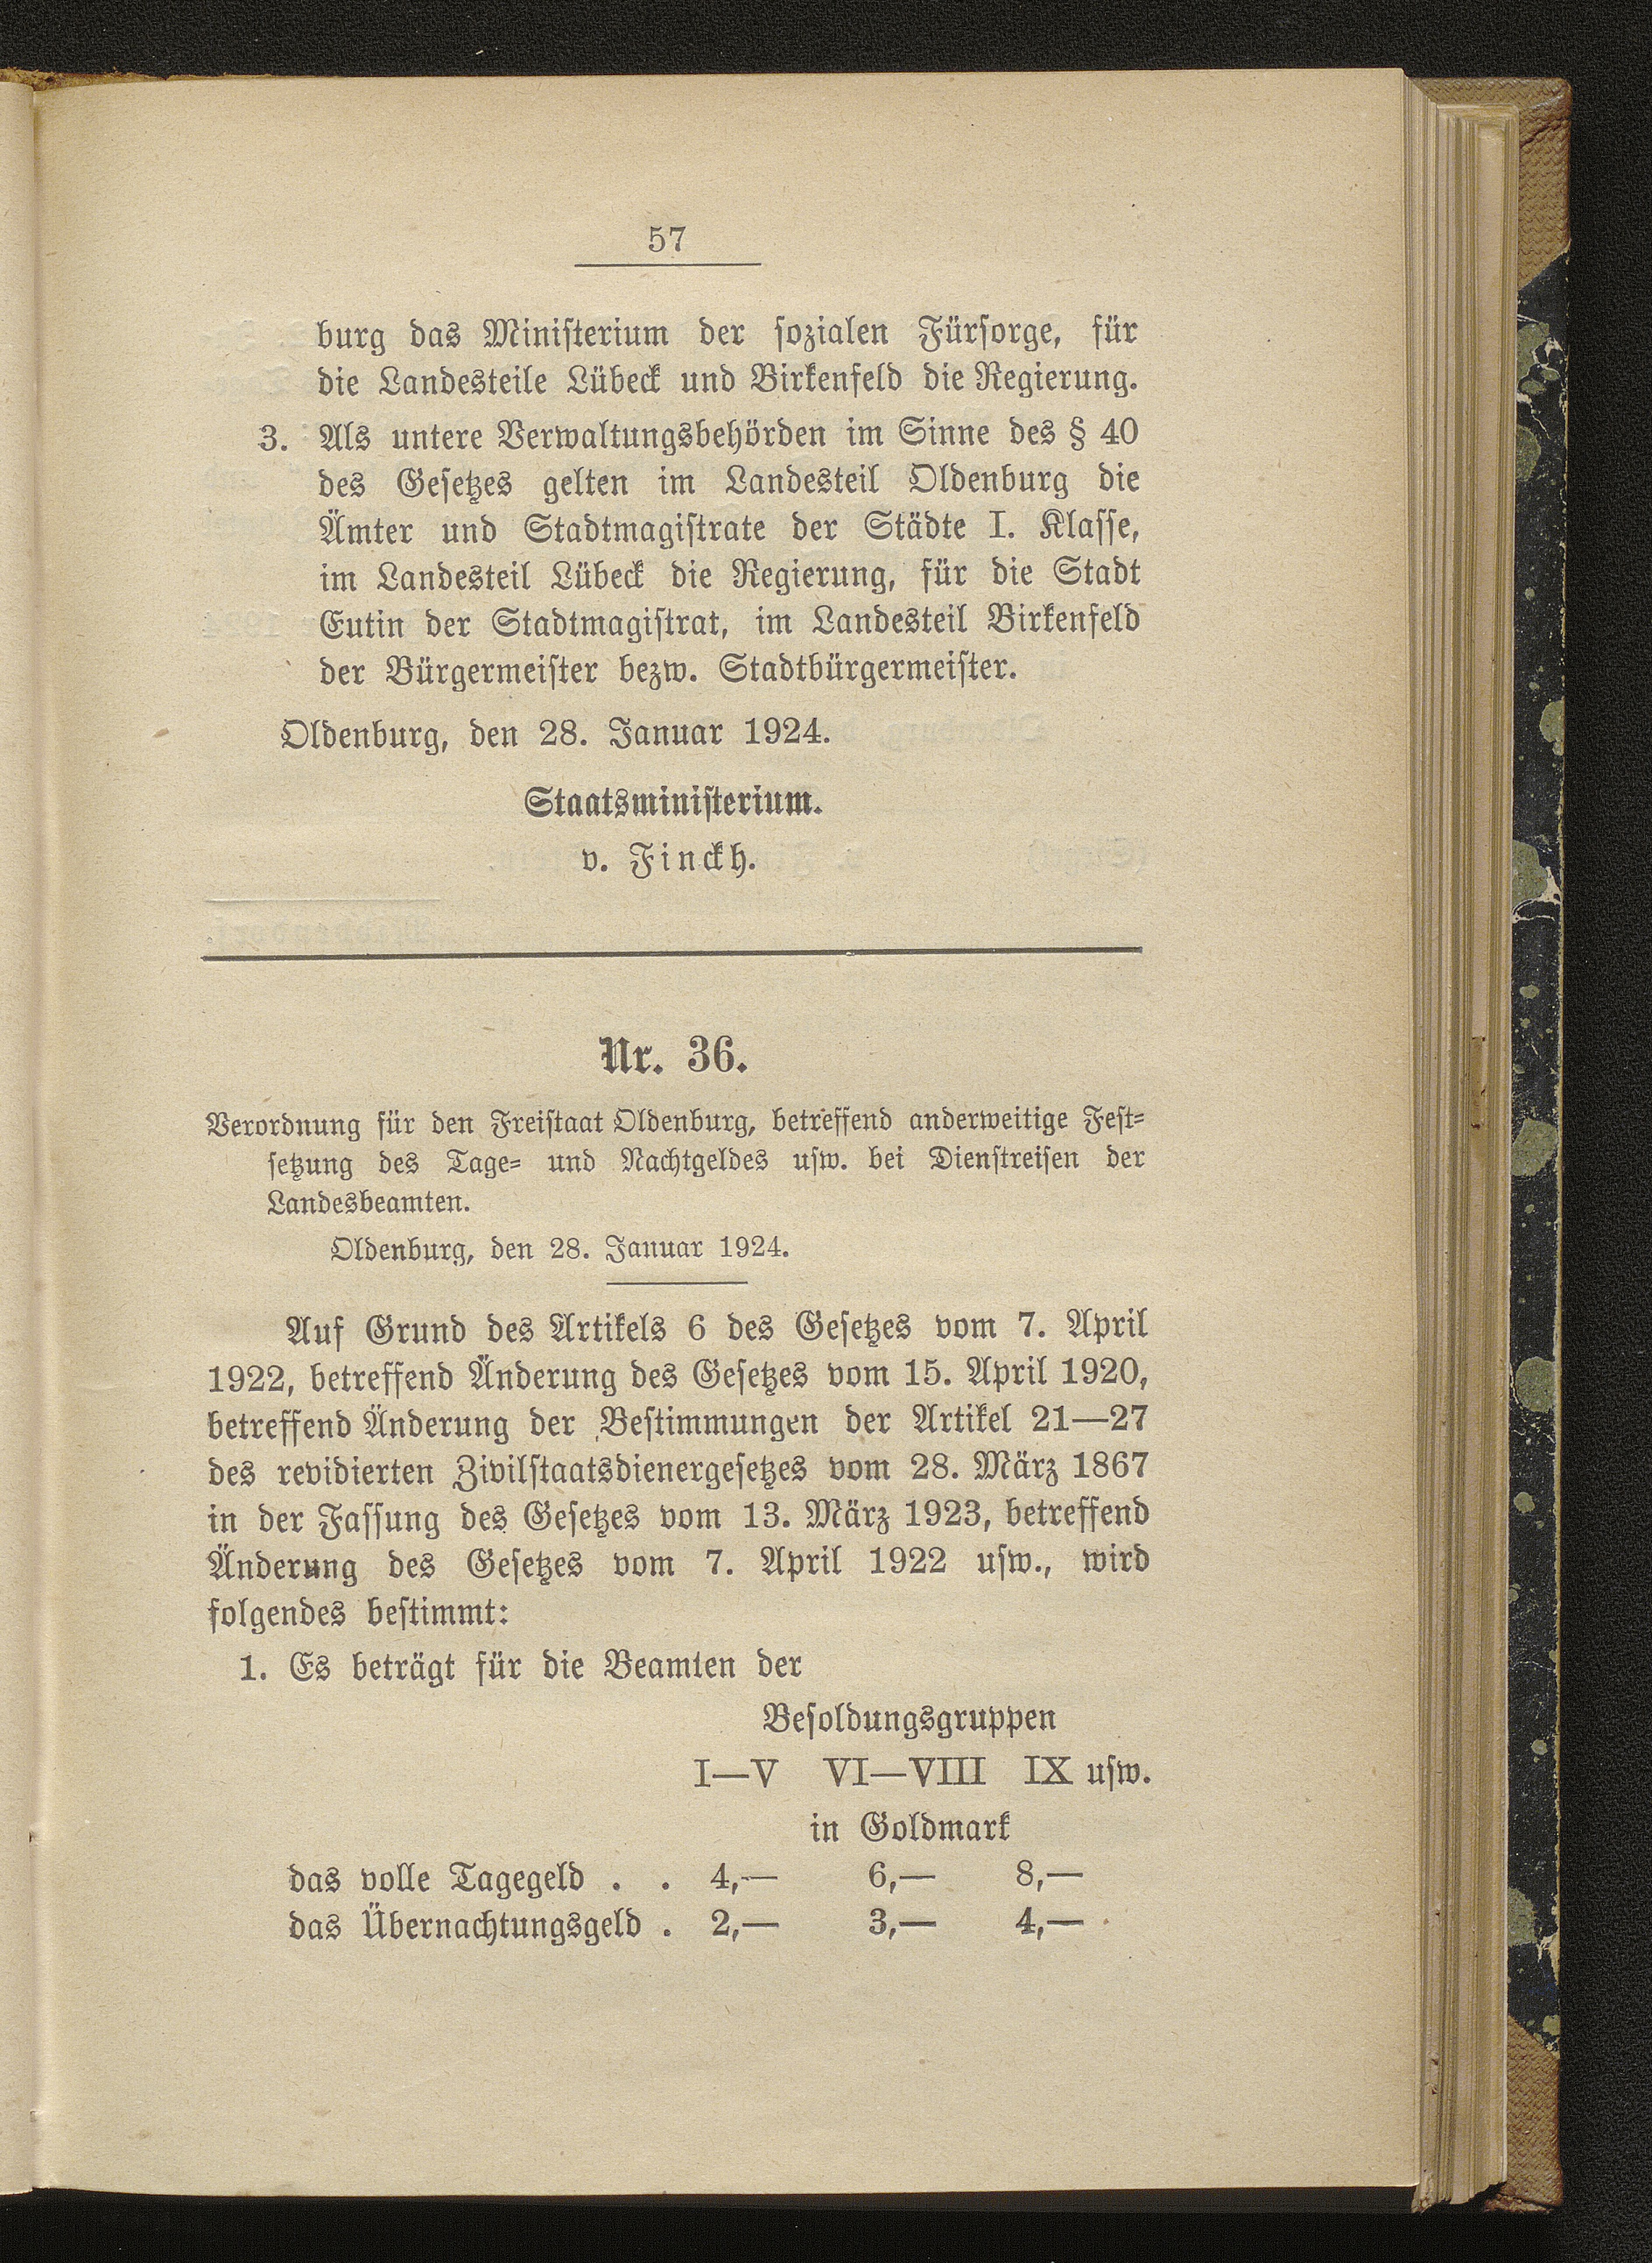 57
burg das Ministerium der sozialen Fürsorge, für
die Landesteile Lübeck und Birkenfeld die Regierung.
3. Als untere Verwaltungsbehörden im Sinne des § 40
des Gesetzes gelten im Landesteil Oldenburg die
Ämter und Stadtmagistrate der Städte I. Klasse,
im Landesteil Lübeck die Regierung, für die Stadt
Eutin der Stadtmagistrat, im Landesteil Birkenfeld
der Bürgermeister bezw. Stadtbürgermeister.
Oldenburg, den 28. Januar 1924.
Staatsministerium.
v. Finckh.
Nr. 36.
Verordnung für den Freistaat Oldenburg, betreffend anderweitige Fest-
setzung des Tage- und Nachtgeldes usw. bei Dienstreisen der
Landesbeamten.
Oldenburg, den 28. Januar 1924.
Auf Grund des Artikels 6 des Gesetzes vom 7. April
1922, betreffend Änderung des Gesetzes vom 15. April 1920,
betreffend Änderung der Bestimmungen der Artikel 21—27
des revidierten Zivilstaatsdienergesetzes vom 28. März 1867
in der Fassung des Gesetzes vom 13. März 1923, betreffend
Änderung des Gesetzes vom 7. April 1922 usw., wird
folgendes bestimmt:
1. Es beträgt für die Beamten der
Besoldungsgruppen
I—V VI—VIII IX usw.
in Goldmark
das volle Tagegeld . . 4,— 6,— 8,—
das Übernachtungsgeld . 2,— 3,— 4,—